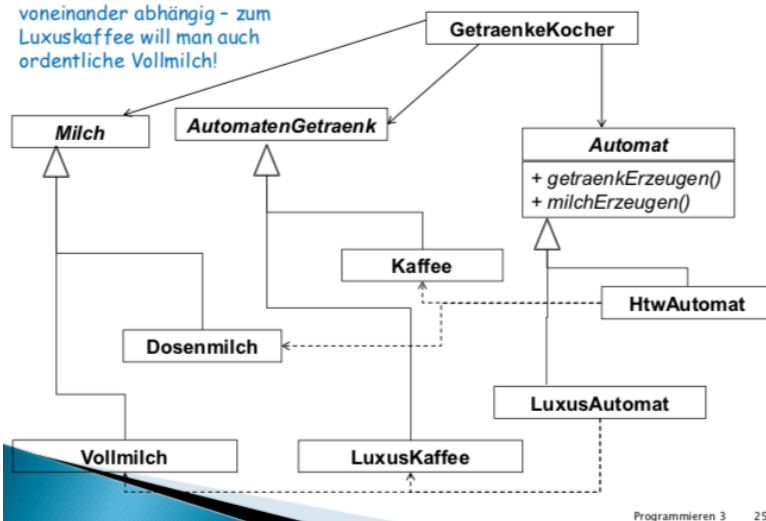 voneinander abhängig – zum
Luxuskaffee will man auch
ordentliche Vollmilch!
GetraenkeKocher
Milch
AutomatenGetraenk
Automat
+ getraenkErzeugen()
+ milchErzeugen()
Kaffee
HtwAutomat
Dosenmilch
LuxusAutomat
Vollmilch
LuxusKaffee
Programmieren 3 25